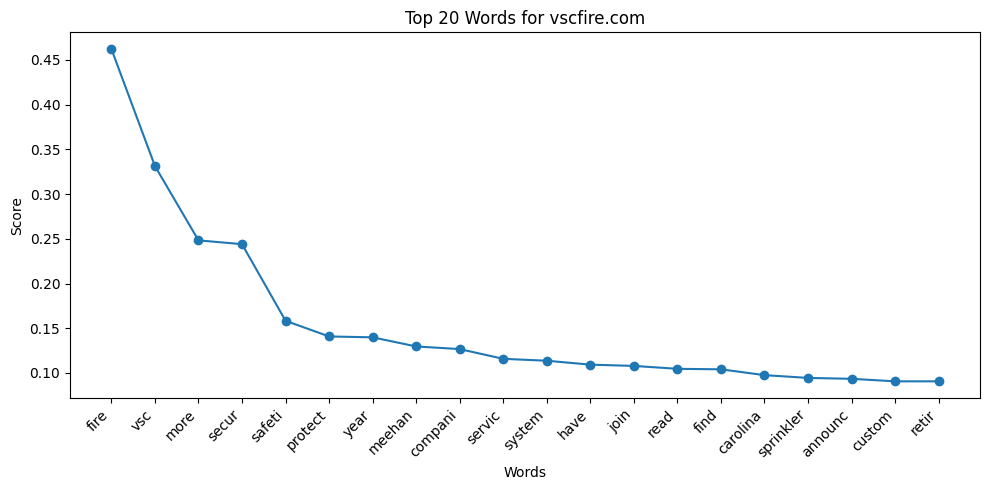 Top 20 Words for vscfire.com
Score
0.45
0.40
0.35
0.30
0.25
0.20
0.15
0.10
fire
vsc
more
secur
safeti
protect
year
meehan
compani
servic
system
have
join
read
find
carolina
sprinkler
announc
custom
retir
Words